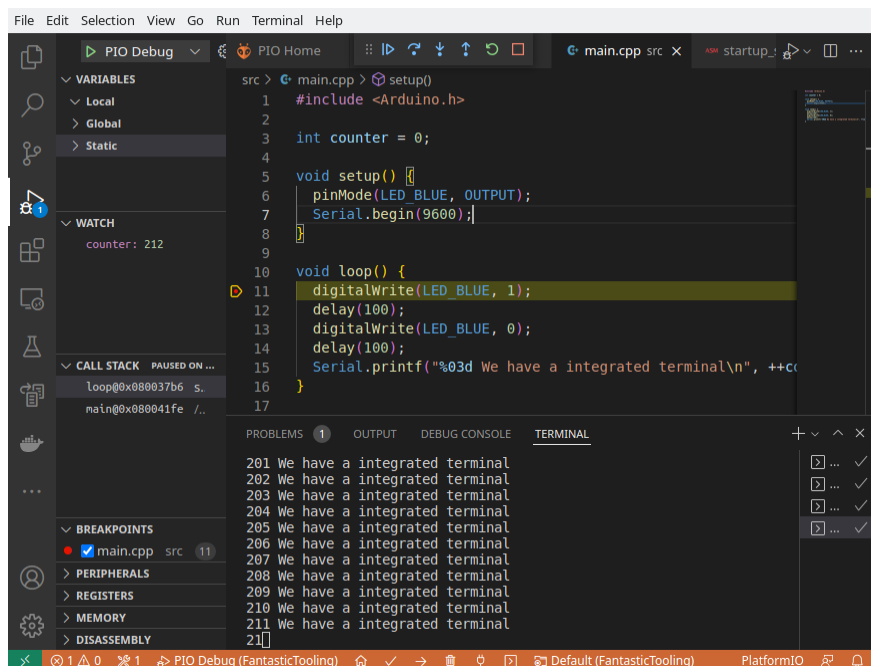 File Edit Selection View Go Run Terminal Help
PIO Debug
PIO Home
main.cpp src
startup_s
VARIABLES
Local
Global
Static
WATCH
counter: 212
CALL STACK PAUSED ON ...
loop@0x080037b6 s..
main@0x080041fe /..
BREAKPOINTS
main.cpp src 11
PERIPHERALS
REGISTERS
MEMORY
DISASSEMBLY
1
src > main.cpp > setup()
1 #include <Arduino.h>
2
3 int counter = 0;
4
5 void setup() {
6 pinMode(LED_BLUE, OUTPUT);
7 Serial.begin(9600);
8 }
9
10 void loop() {
11 digitalWrite(LED_BLUE, 1);
12 delay(100);
13 digitalWrite(LED_BLUE, 0);
14 delay(100);
15 Serial.printf("%03d We have a integrated terminal\n", ++co
16 }
17
PROBLEMS 1 OUTPUT DEBUG CONSOLE TERMINAL
201 We have a integrated terminal
202 We have a integrated terminal
203 We have a integrated terminal
204 We have a integrated terminal
205 We have a integrated terminal
206 We have a integrated terminal
207 We have a integrated terminal
208 We have a integrated terminal
209 We have a integrated terminal
210 We have a integrated terminal
211 We have a integrated terminal
21
...
...
...
...
1 0 1 PIO Debug (FantasticTooling) Default (FantasticTooling) PlatformIO